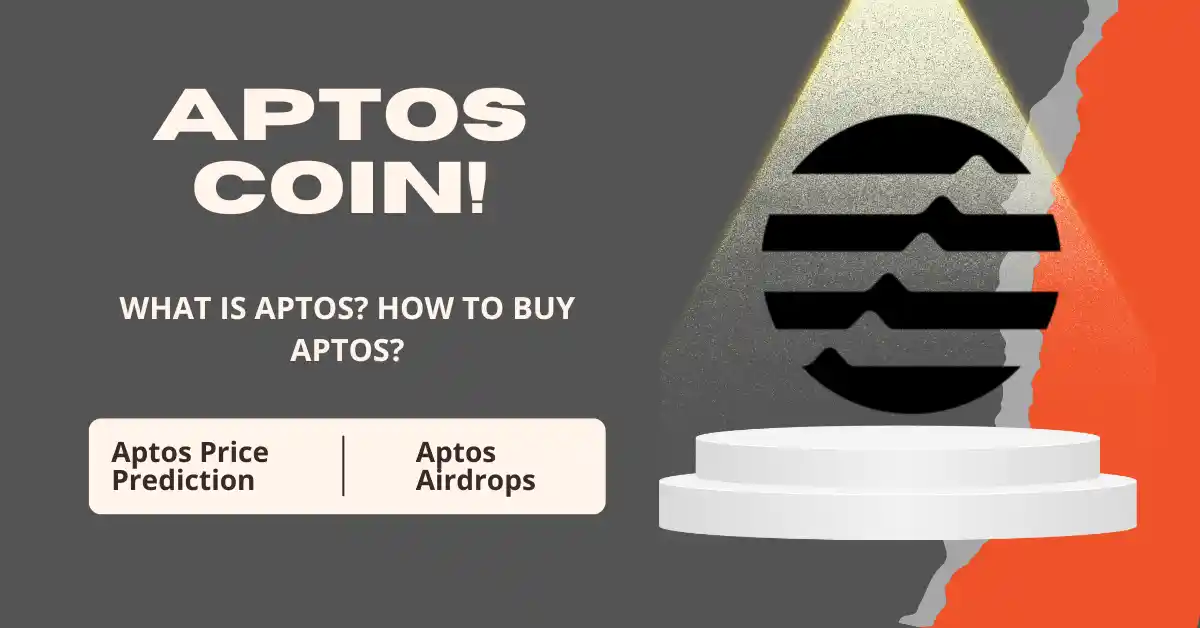 APTOS
COIN!
WHAT IS APTOS? HOW TO BUY
APTOS?
Aptos Price
Prediction
Aptos
Airdrops